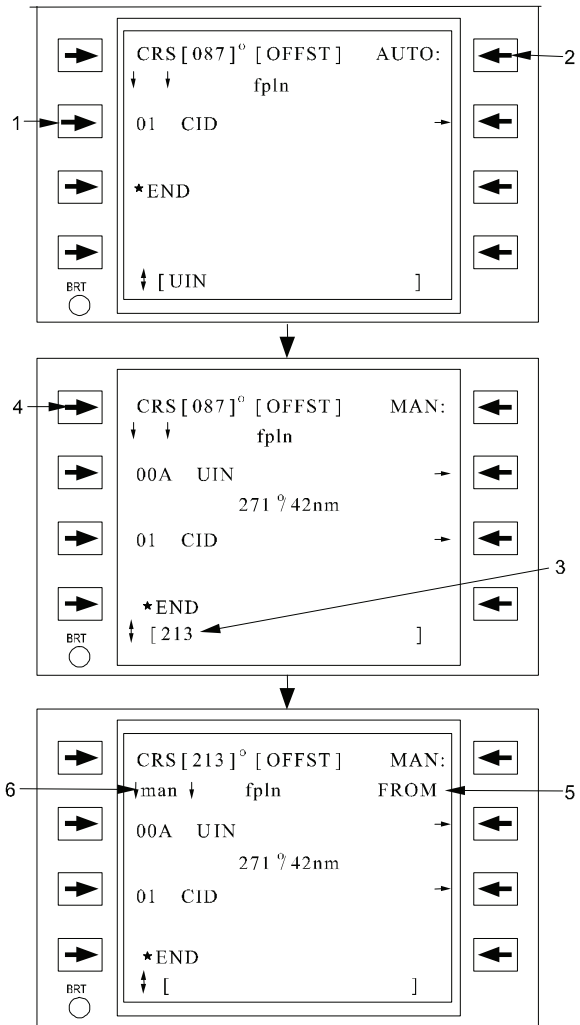 CRS[087]° [OFFST] AUTO:
fpln
01 CID
★END
[UIN ]
BRT
1
2
CRS[087]° [OFFST] MAN:
fpln
00A UIN
271°/42nm
01 CID
★END
[213 ]
BRT
4
3
CRS[213]° [OFFST] MAN:
man fpln FROM
00A UIN
271°/42nm
01 CID
★END
[ ]
BRT
6
5